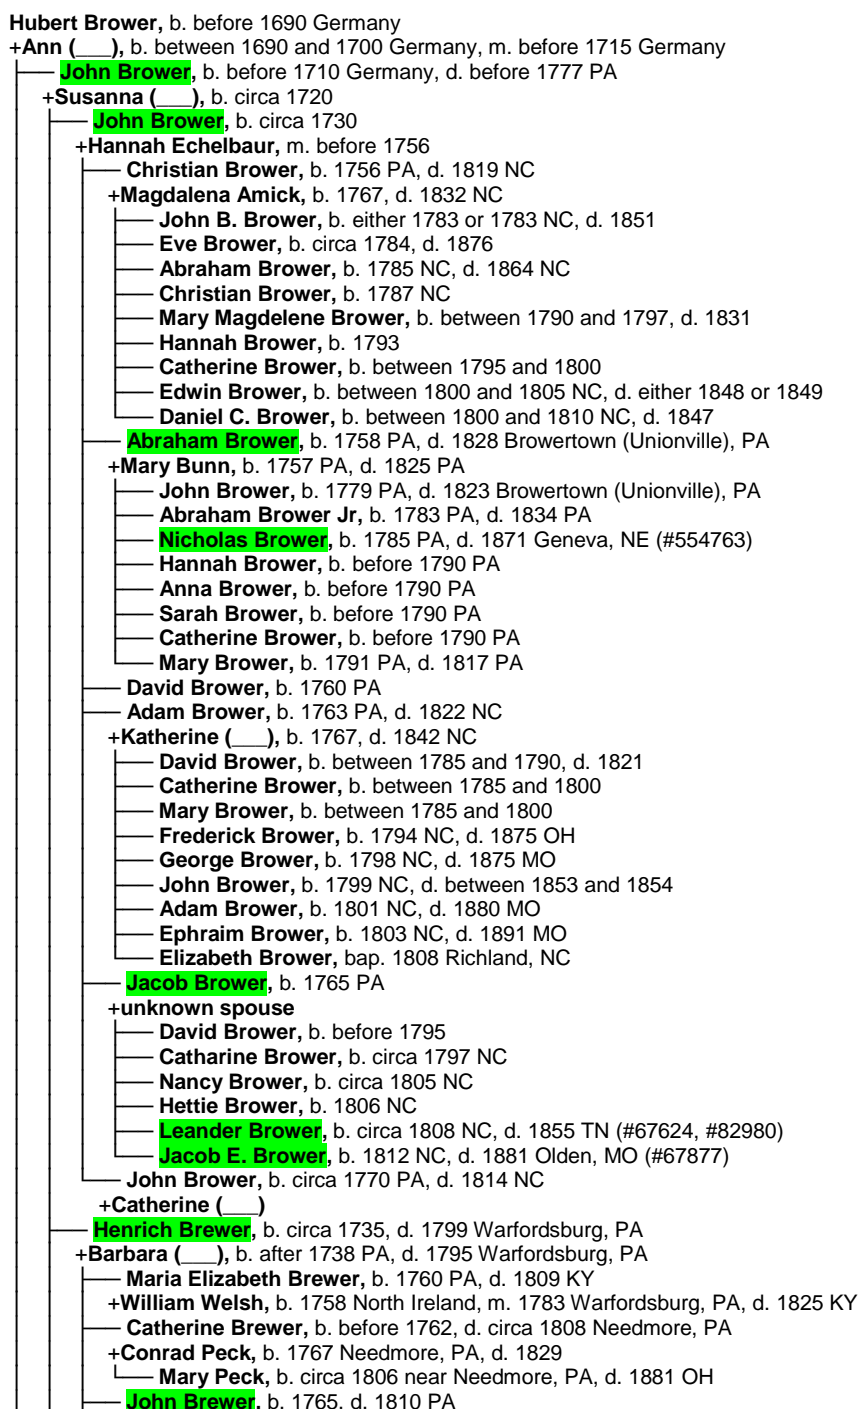 Hubert Brower, b. before 1690 Germany
+Ann (___), b. between 1690 and 1700 Germany, m. before 1715 Germany
John Brower, b. before 1710 Germany, d. before 1777 PA
+Susanna (___), b. circa 1720
John Brower, b. circa 1730
+Hannah Echelbaur, m. before 1756
Christian Brower, b. 1756 PA, d. 1819 NC
+Magdalena Amick, b. 1767, d. 1832 NC
John B. Brower, b. either 1783 or 1783 NC, d. 1851
Eve Brower, b. circa 1784, d. 1876
Abraham Brower, b. 1785 NC, d. 1864 NC
Christian Brower, b. 1787 NC
Mary Magdelene Brower, b. between 1790 and 1797, d. 1831
Hannah Brower, b. 1793
Catherine Brower, b. between 1795 and 1800
Edwin Brower, b. between 1800 and 1805 NC, d. either 1848 or 1849
Daniel C. Brower, b. between 1800 and 1810 NC, d. 1847
Abraham Brower, b. 1758 PA, d. 1828 Browertown (Unionville), PA
+Mary Bunn, b. 1757 PA, d. 1825 PA
John Brower, b. 1779 PA, d. 1823 Browertown (Unionville), PA
Abraham Brower Jr, b. 1783 PA, d. 1834 PA
Nicholas Brower, b. 1785 PA, d. 1871 Geneva, NE (#554763)
Hannah Brower, b. before 1790 PA
Anna Brower, b. before 1790 PA
Sarah Brower, b. before 1790 PA
Catherine Brower, b. before 1790 PA
Mary Brower, b. 1791 PA, d. 1817 PA
David Brower, b. 1760 PA
Adam Brower, b. 1763 PA, d. 1822 NC
+Katherine (___), b. 1767, d. 1842 NC
David Brower, b. between 1785 and 1790, d. 1821
Catherine Brower, b. between 1785 and 1800
Mary Brower, b. between 1785 and 1800
Frederick Brower, b. 1794 NC, d. 1875 OH
George Brower, b. 1798 NC, d. 1875 MO
John Brower, b. 1799 NC, d. between 1853 and 1854
Adam Brower, b. 1801 NC, d. 1880 MO
Ephraim Brower, b. 1803 NC, d. 1891 MO
Elizabeth Brower, bap. 1808 Richland, NC
Jacob Brower, b. 1765 PA
+unknown spouse
David Brower, b. before 1795
Catharine Brower, b. circa 1797 NC
Nancy Brower, b. circa 1805 NC
Hettie Brower, b. 1806 NC
Leander Brower, b. circa 1808 NC, d. 1855 TN (#67624, #82980)
Jacob E. Brower, b. 1812 NC, d. 1881 Olden, MO (#67877)
John Brower, b. circa 1770 PA, d. 1814 NC
+Catherine (___)
Henrich Brewer, b. circa 1735, d. 1799 Warfordsburg, PA
+Barbara (___), b. after 1738 PA, d. 1795 Warfordsburg, PA
Maria Elizabeth Brewer, b. 1760 PA, d. 1809 KY
+William Welsh, b. 1758 North Ireland, m. 1783 Warfordsburg, PA, d. 1825 KY
Catherine Brewer, b. before 1762, d. circa 1808 Needmore, PA
+Conrad Peck, b. 1767 Needmore, PA, d. 1829
Mary Peck, b. circa 1806 near Needmore, PA, d. 1881 OH
John Brewer, b. 1765, d. 1810 PA